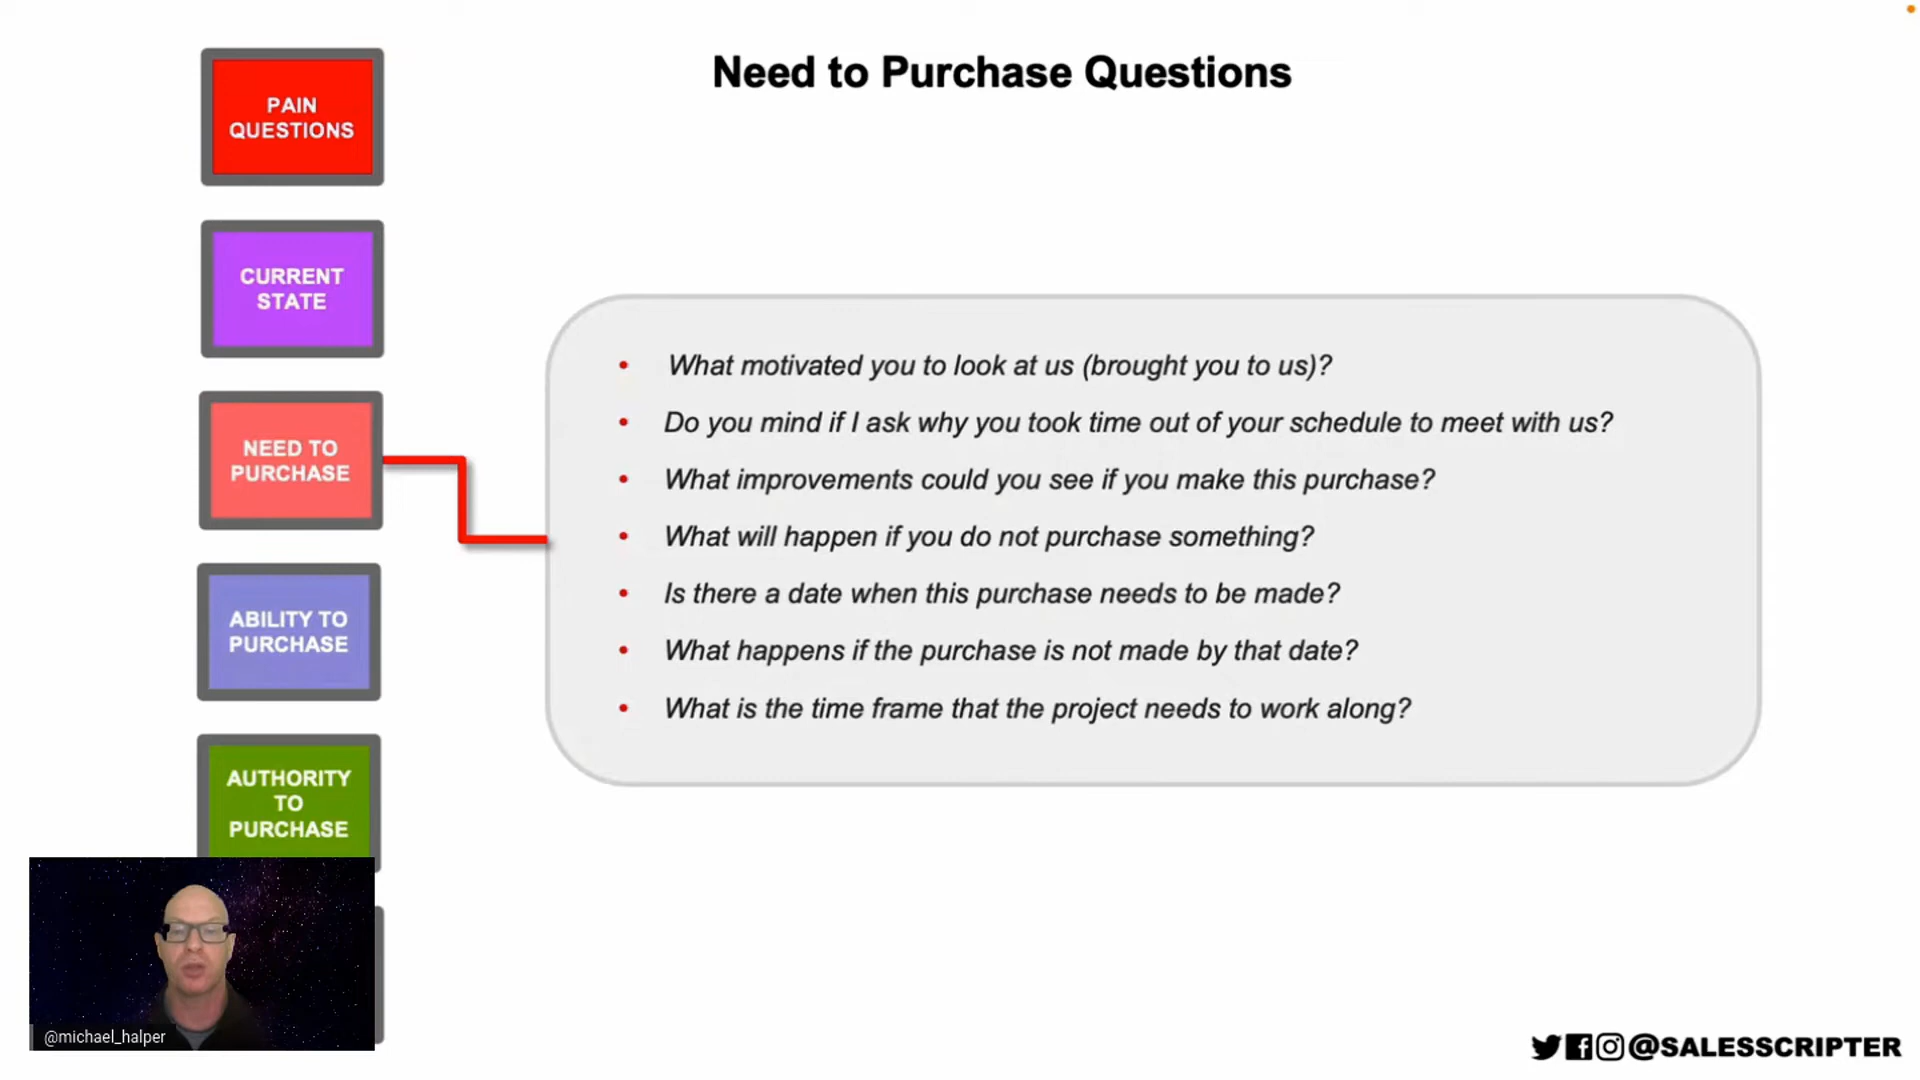 Need to Purchase Questions
PAIN
QUESTIONS
CURRENT
STATE
NEED TO
PURCHASE
ABILITY TO
PURCHASE
AUTHORITY
TO
PURCHASE
• What motivated you to look at us (brought you to us)?
• Do you mind if I ask why you took time out of your schedule to meet with us?
• What improvements could you see if you make this purchase?
• What will happen if you do not purchase something?
• Is there a date when this purchase needs to be made?
• What happens if the purchase is not made by that date?
• What is the time frame that the project needs to work along?
@michael_halper
@SALESSCRIPTER